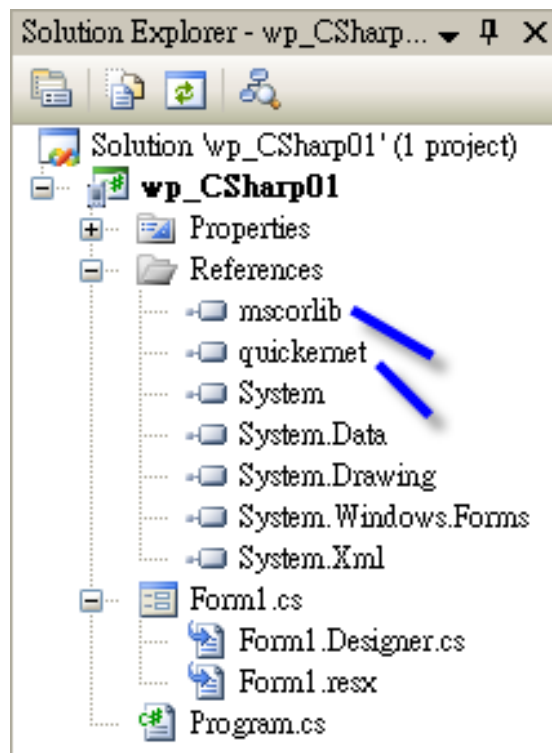 Solution Explorer - wp_CSharp...
Solution 'wp_CSharp01' (1 project)
wp_CSharp01
Properties
References
mscorlib
quickernet
System
System.Data
System.Drawing
System.Windows.Forms
System.Xml
Form1.cs
Form1.Designer.cs
Form1.resx
Program.cs